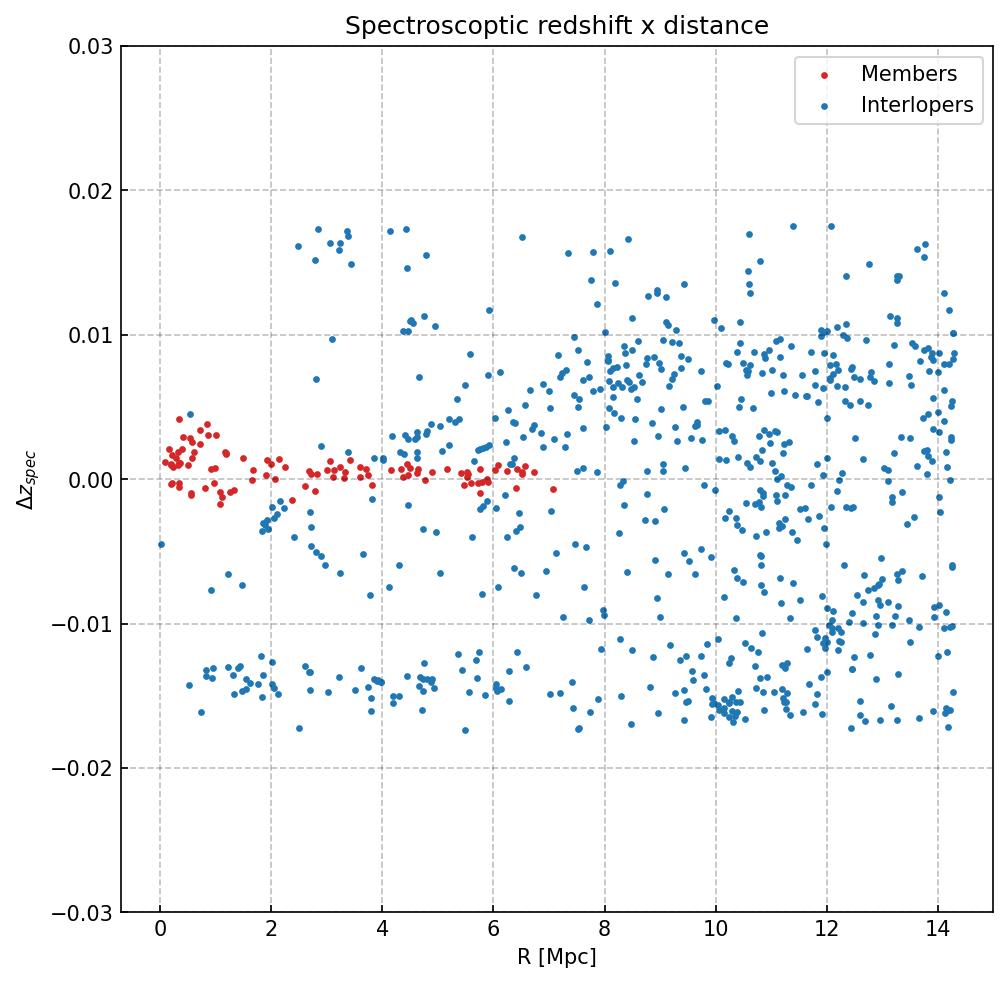 Spectroscoptic redshift x distance
Members
Interlopers
0.03
0.02
0.01
0.00
−0.01
−0.02
−0.03
Δz_spec
0 2 4 6 8 10 12 14
R [Mpc]